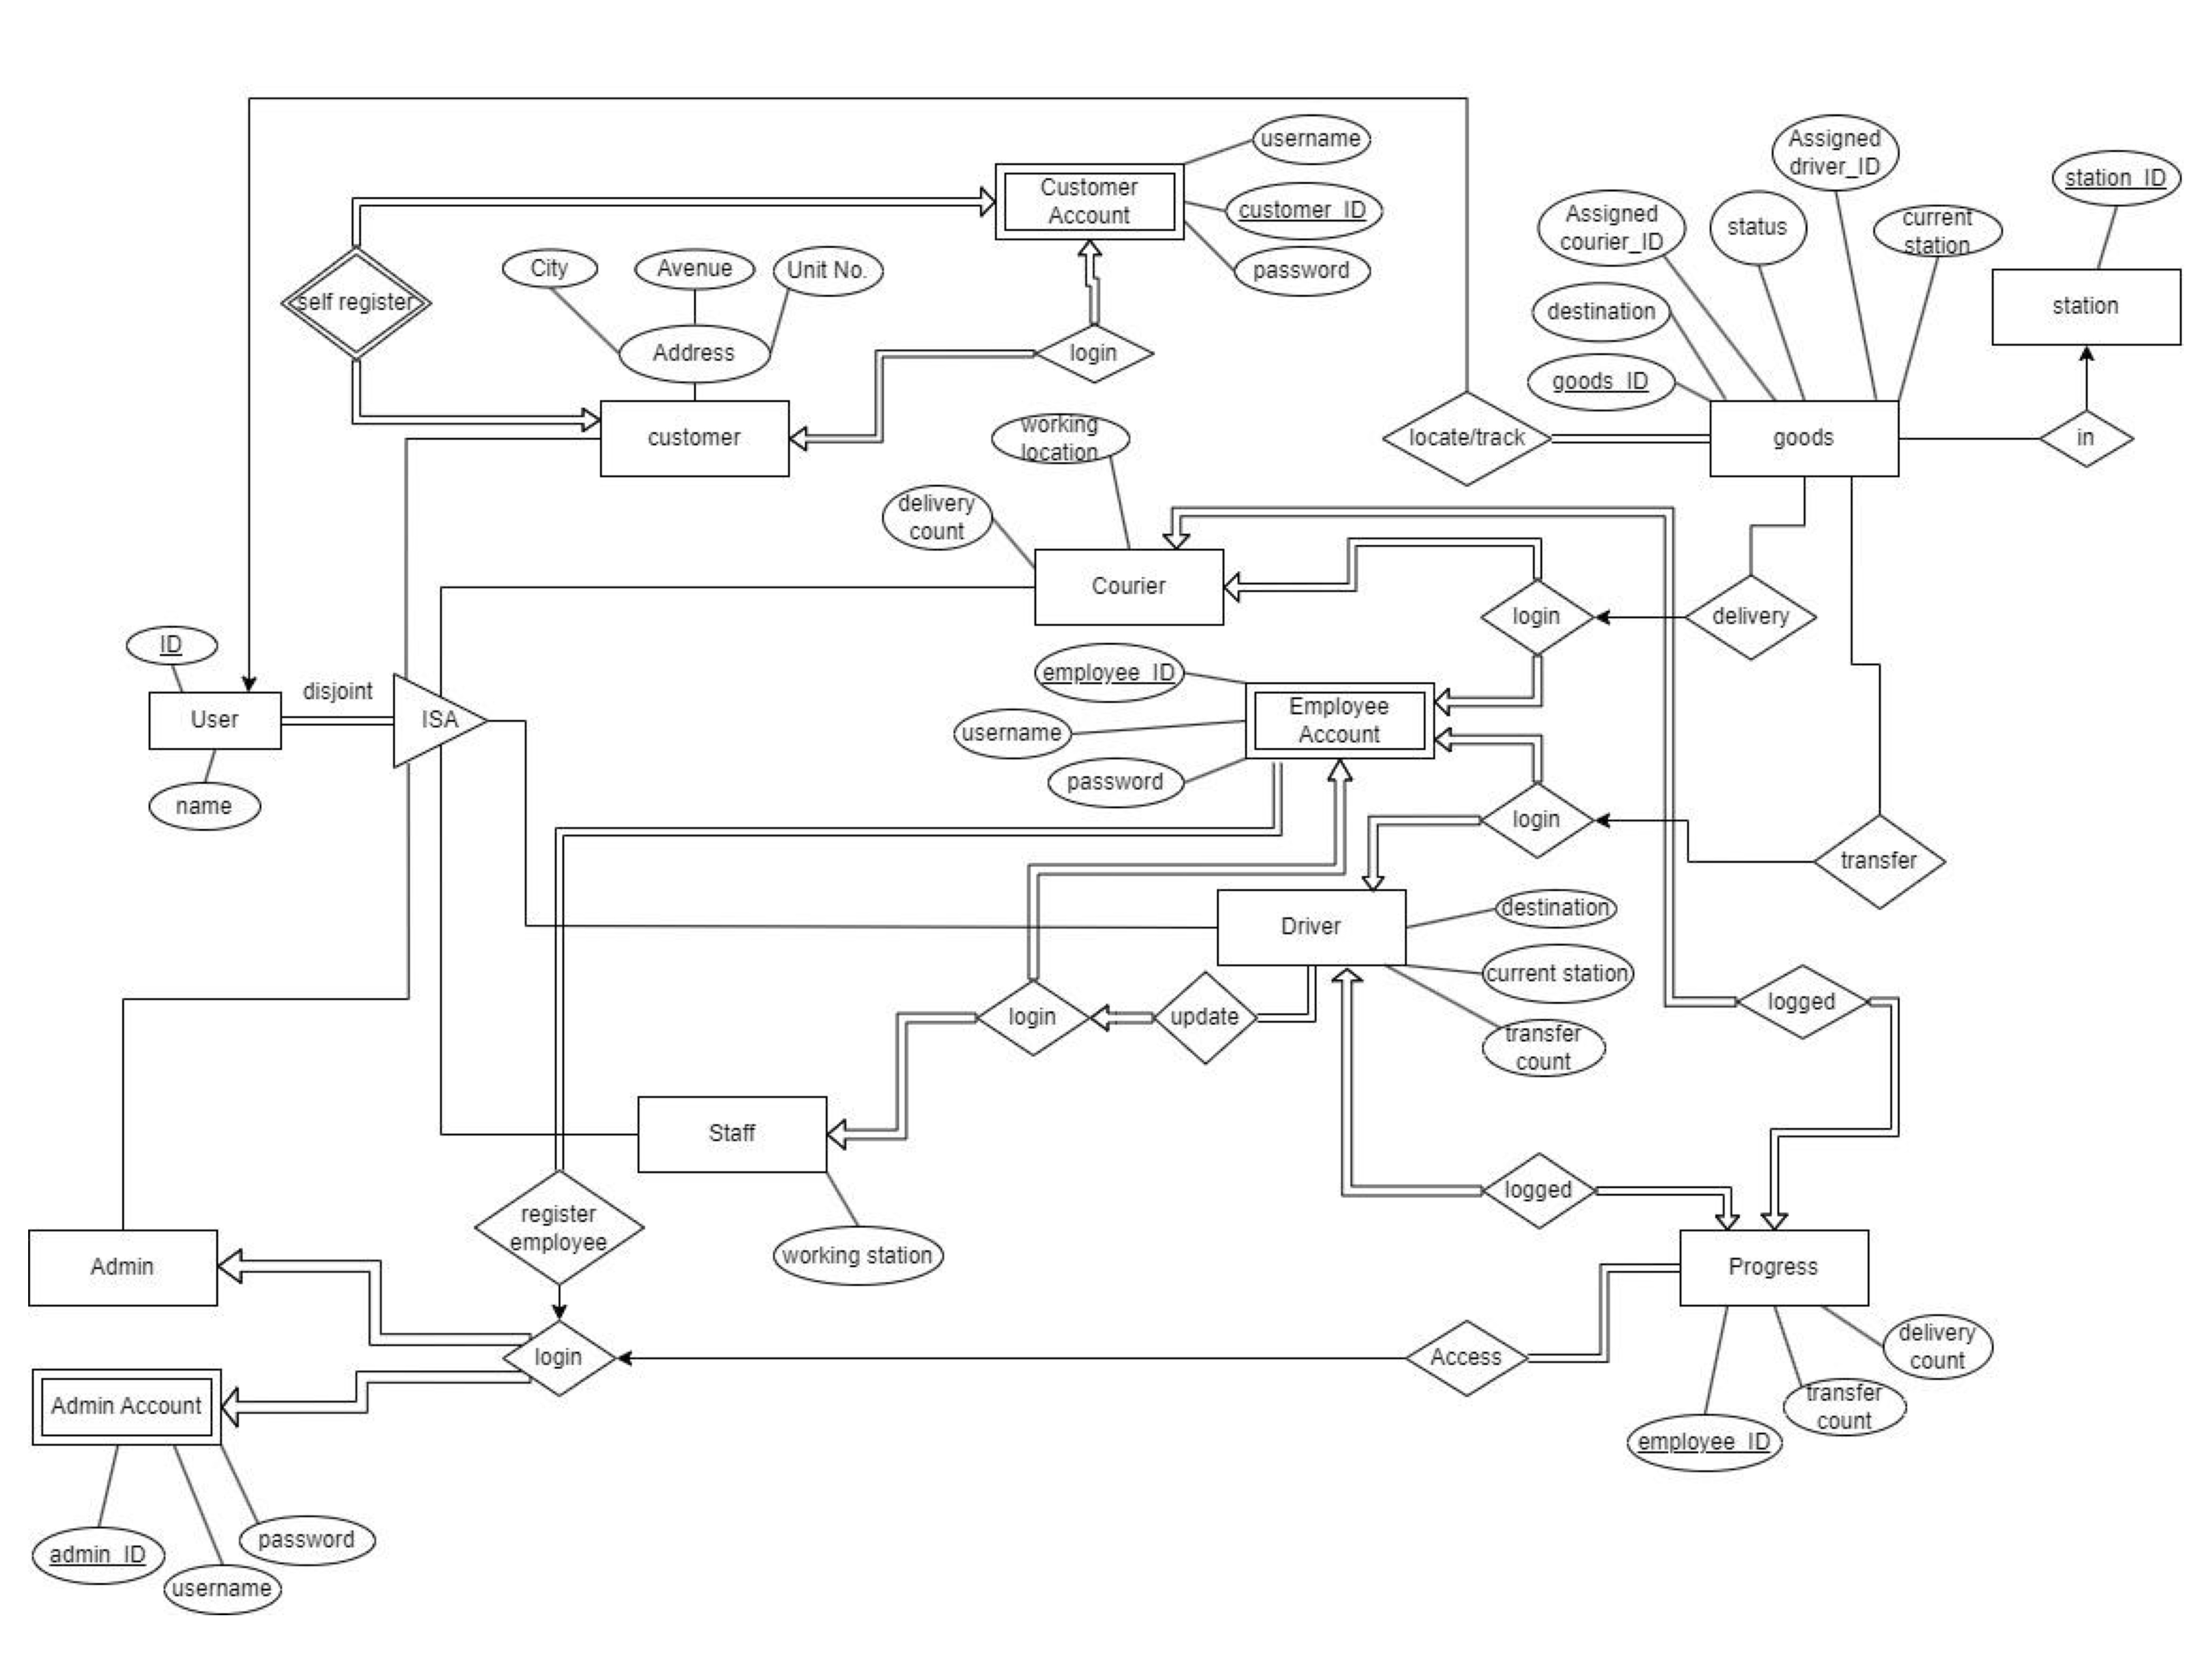 username
Assigned
driver_ID
station_ID
Customer
Account
customer_ID
Assigned
courier_ID
status
current
station
City
Avenue
Unit No.
password
self register
destination
station
Address
login
goods_ID
customer
working
location
locate/track
goods
in
delivery
count
Courier
login
delivery
ID
employee_ID
disjoint
User
ISA
Employee
Account
username
password
name
login
transfer
Driver
destination
current station
logged
login
update
transfer
count
Staff
logged
register
employee
working station
Admin
Progress
login
Access
delivery
count
Admin Account
transfer
count
employee_ID
password
admin_ID
username